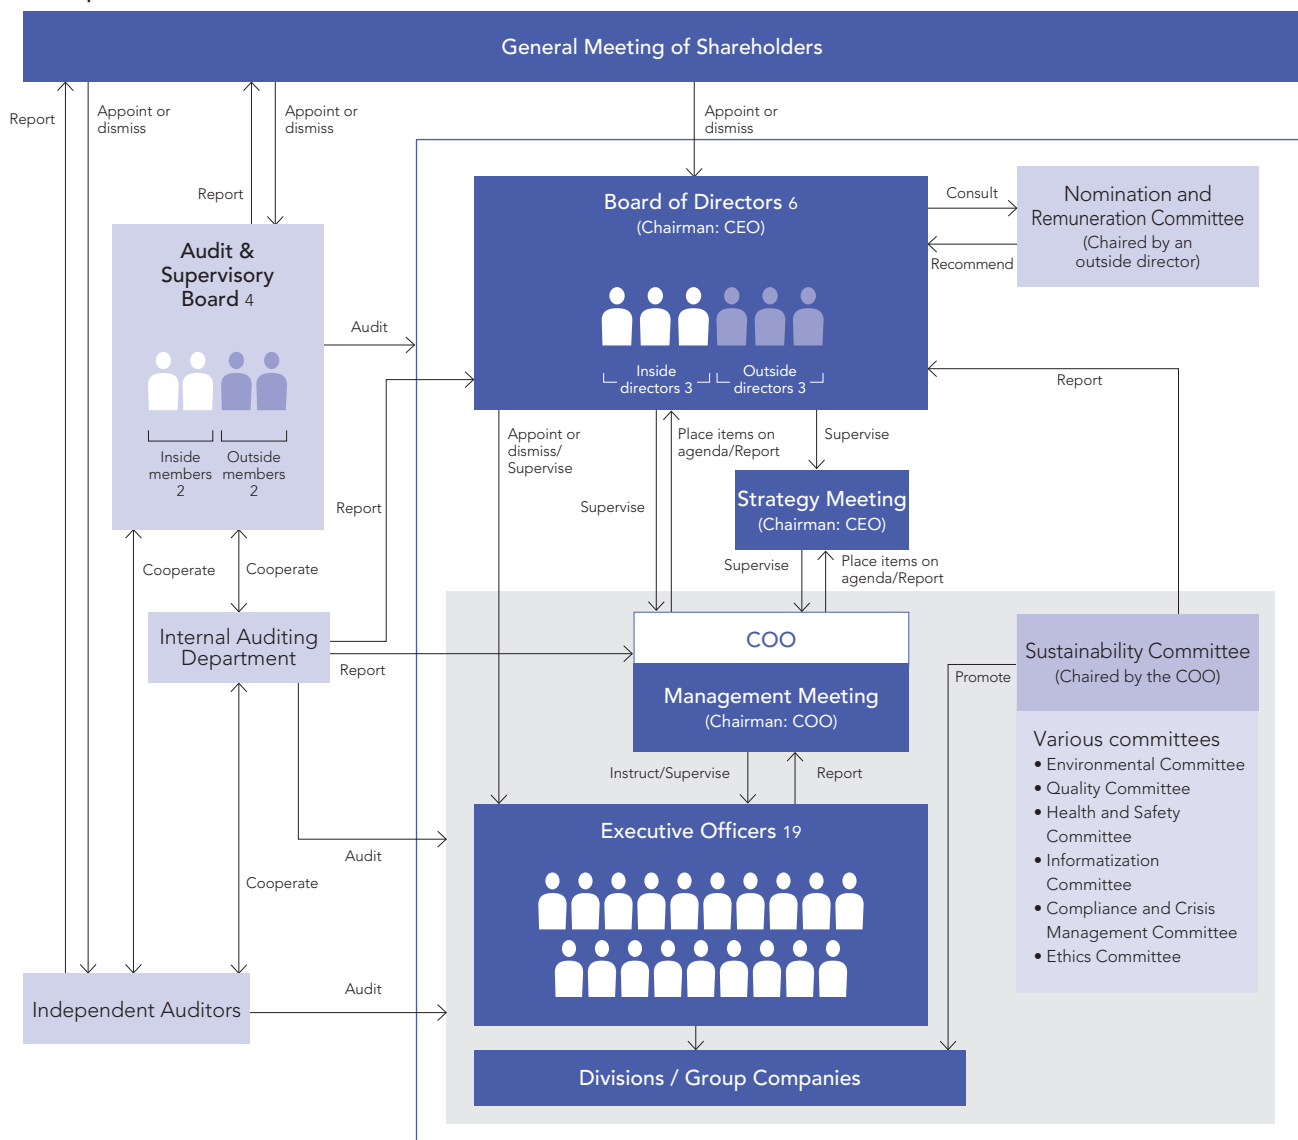 General Meeting of Shareholders
Report
Appoint or
dismiss
Appoint or
dismiss
Appoint or
dismiss
Report
Board of Directors 6
(Chairman: CEO)
Consult
Recommend
Nomination and
Remuneration Committee
(Chaired by an
outside director)
Audit &
Supervisory
Board 4
Audit
Inside
directors 3
Outside
directors 3
Report
Inside
members
2
Outside
members
2
Appoint or
dismiss/
Supervise
Place items on
agenda/Report
Supervise
Report
Supervise
Strategy Meeting
(Chairman: CEO)
Cooperate
Cooperate
Supervise
Place items on
agenda/Report
Internal Auditing
Department
Report
COO
Management Meeting
(Chairman: COO)
Promote
Sustainability Committee
(Chaired by the COO)
Various committees
• Environmental Committee
• Quality Committee
• Health and Safety
Committee
• Informatization
Committee
• Compliance and Crisis
Management Committee
• Ethics Committee
Instruct/Supervise
Report
Executive Officers 19
Audit
Cooperate
Independent Auditors
Audit
Divisions / Group Companies